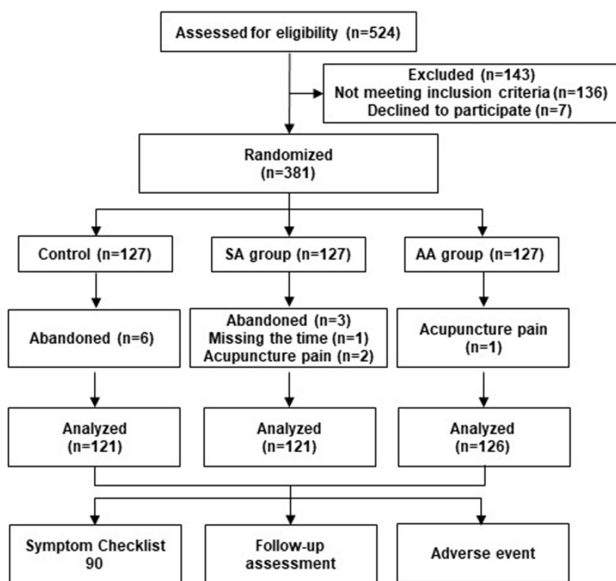 Assessed for eligibility (n=524)
Excluded (n=143)
Not meeting inclusion criteria (n=136)
Declined to participate (n=7)
Randomized
(n=381)
Control (n=127)
SA group (n=127)
AA group (n=127)
Abandoned (n=6)
Abandoned (n=3)
Missing the time (n=1)
Acupuncture pain (n=2)
Acupuncture pain
(n=1)
Analyzed
(n=121)
Analyzed
(n=121)
Analyzed
(n=126)
Symptom Checklist
90
Follow-up
assessment
Adverse event